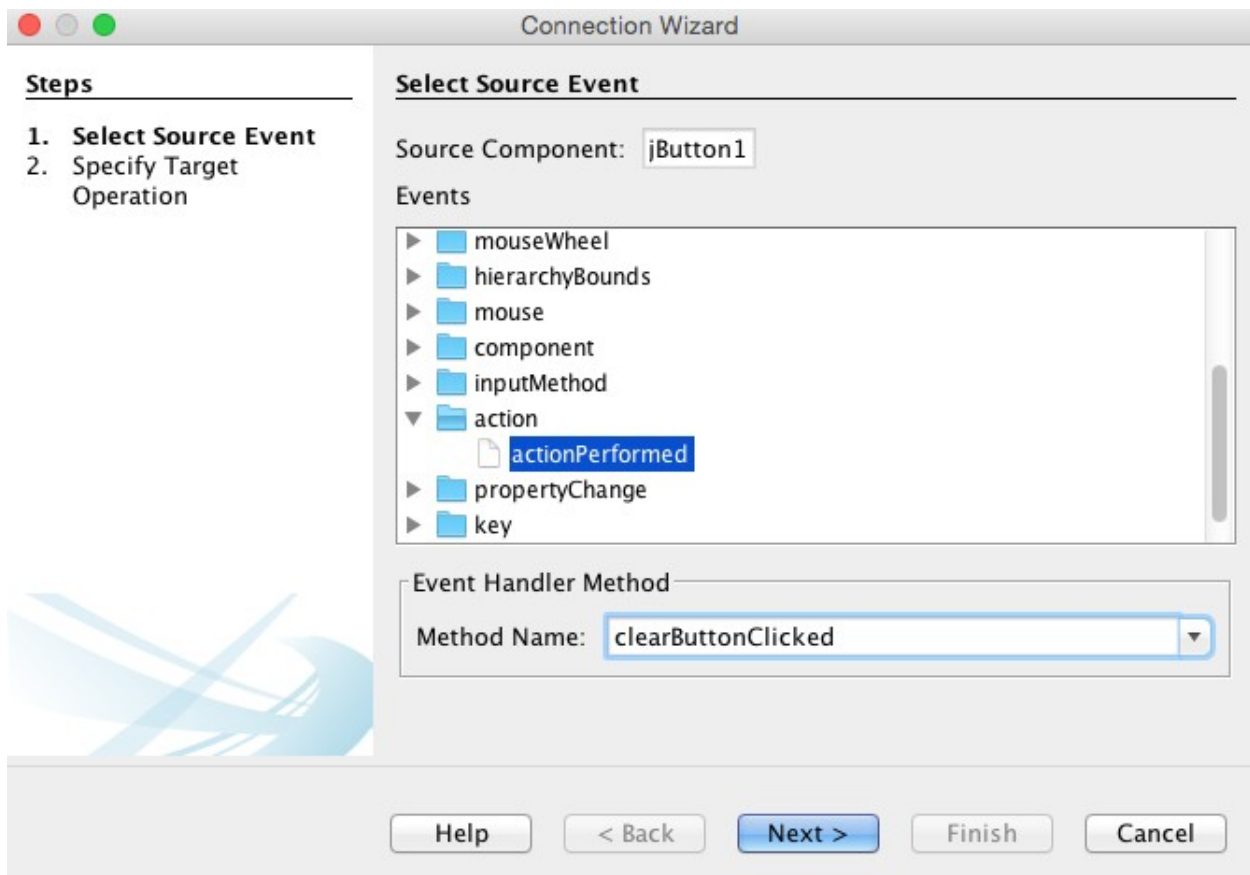 Connection Wizard
Steps
1. Select Source Event
2. Specify Target
Operation
Select Source Event
Source Component: jButton1
Events
mouseWheel
hierarchyBounds
mouse
component
inputMethod
action
actionPerformed
propertyChange
key
Event Handler Method
Method Name: clearButtonClicked
Help < Back Next > Finish Cancel